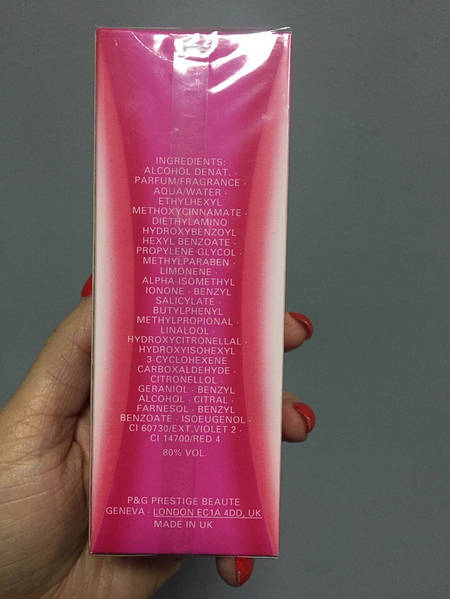 INGREDIENTS:
ALCOHOL DENAT. ·
PARFUM/FRAGRANCE ·
AQUA/WATER ·
ETHYLHEXYL
METHOXYCINNAMATE ·
DIETHYLAMINO
HYDROXYBENZOYL
HEXYL BENZOATE ·
PROPYLENE GLYCOL ·
METHYLPARABEN ·
LIMONENE ·
ALPHA-ISOMETHYL
IONONE · BENZYL
SALICYLATE ·
BUTYLPHENYL
METHYLPROPIONAL ·
LINALOOL ·
HYDROXYCITRONELLAL ·
HYDROXYISOHEXYL
3-CYCLOHEXENE
CARBOXALDEHYDE ·
CITRONELLOL ·
GERANIOL · BENZYL
ALCOHOL · CITRAL ·
FARNESOL · BENZYL
BENZOATE · ISOEUGENOL ·
CI 60730/EXT.VIOLET 2 ·
CI 14700/RED 4
80% VOL.
P&G PRESTIGE BEAUTE
GENEVA - LONDON EC1A 4DD, UK
MADE IN UK